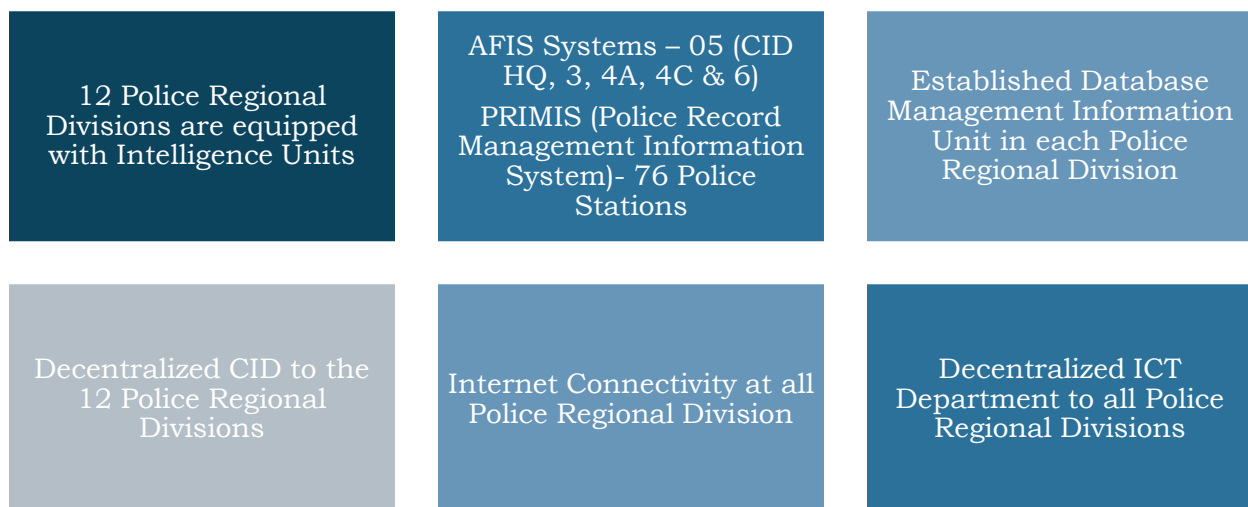 12 Police Regional
Divisions are equipped
with Intelligence Units
AFIS Systems – 05 (CID
HQ, 3, 4A, 4C & 6)
PRIMIS (Police Record
Management Information
System)- 76 Police
Stations
Established Database
Management Information
Unit in each Police
Regional Division
Decentralized CID to the
12 Police Regional
Divisions
Internet Connectivity at all
Police Regional Division
Decentralized ICT
Department to all Police
Regional Divisions